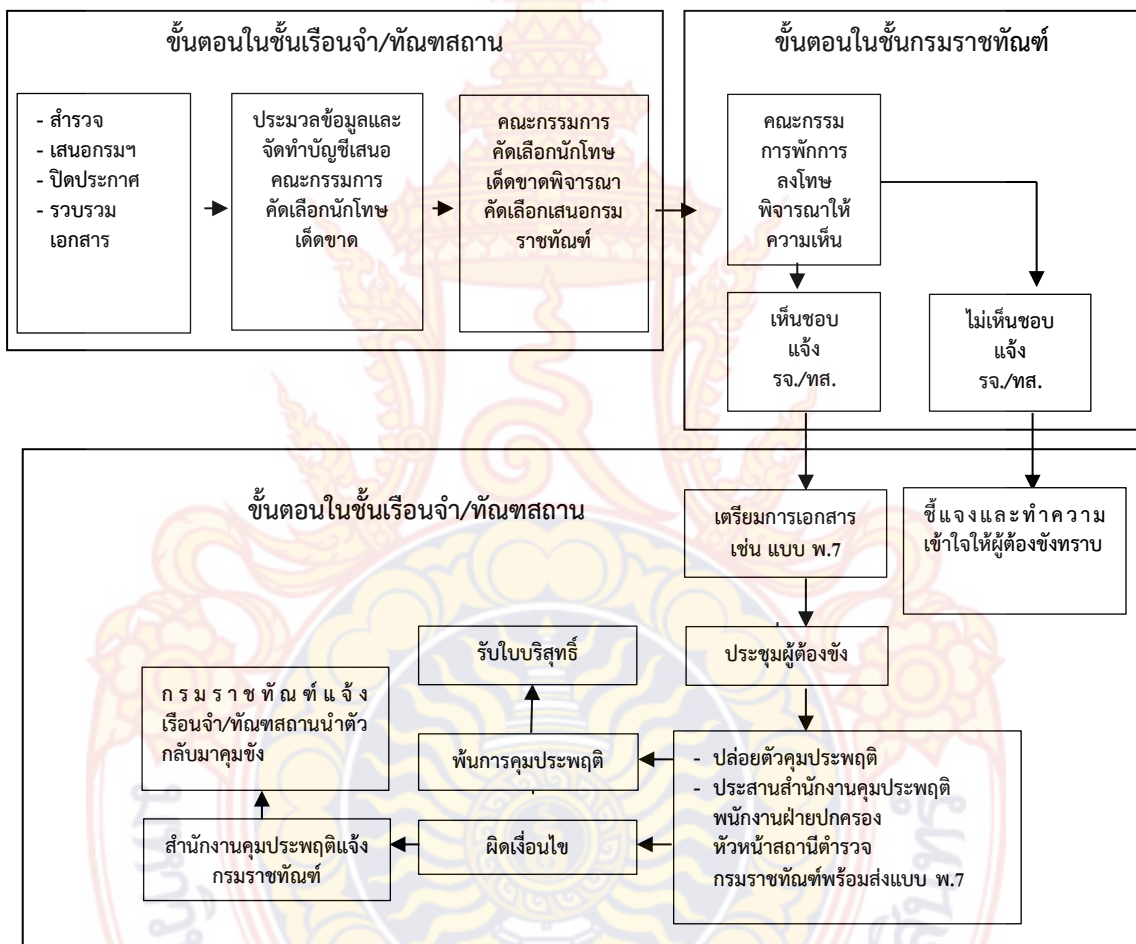 ขั้นตอนในชั้นเรือนจำ/ทัณฑสถาน
- สำรวจ
- เสนอกรมฯ
- ปิดประกาศ
- รวบรวม
เอกสาร
ประมวลข้อมูลและ
จัดทำบัญชีเสนอ
คณะกรรมการ
คัดเลือกนักโทษ
เด็ดขาด
คณะกรรมการ
คัดเลือกนักโทษ
เด็ดขาดพิจารณา
คัดเลือกเสนอกรม
ราชทัณฑ์
ขั้นตอนในชั้นกรมราชทัณฑ์
คณะกรรม
การพักการ
ลงโทษ
พิจารณาให้
ความเห็น
เห็นชอบ
แจ้ง
รจ./ทส.
ไม่เห็นชอบ
แจ้ง
รจ./ทส.
ขั้นตอนในชั้นเรือนจำ/ทัณฑสถาน
เตรียมการเอกสาร
เช่น แบบ พ.7
ชี้แจงและทำความ
เข้าใจให้ผู้ต้องขังทราบ
ประชุมผู้ต้องขัง
- ปล่อยตัวคุมประพฤติ
- ประสานสำนักงานคุมประพฤติ
พนักงานฝ่ายปกครอง
หัวหน้าสถานีตำรวจ
กรมราชทัณฑ์พร้อมส่งแบบ พ.7
รับใบบริสุทธิ์
พ้นการคุมประพฤติ
ผิดเงื่อนไข
สำนักงานคุมประพฤติแจ้ง
กรมราชทัณฑ์
กรมราชทัณฑ์แจ้ง
เรือนจำ/ทัณฑสถานนำตัว
กลับมาคุมขัง